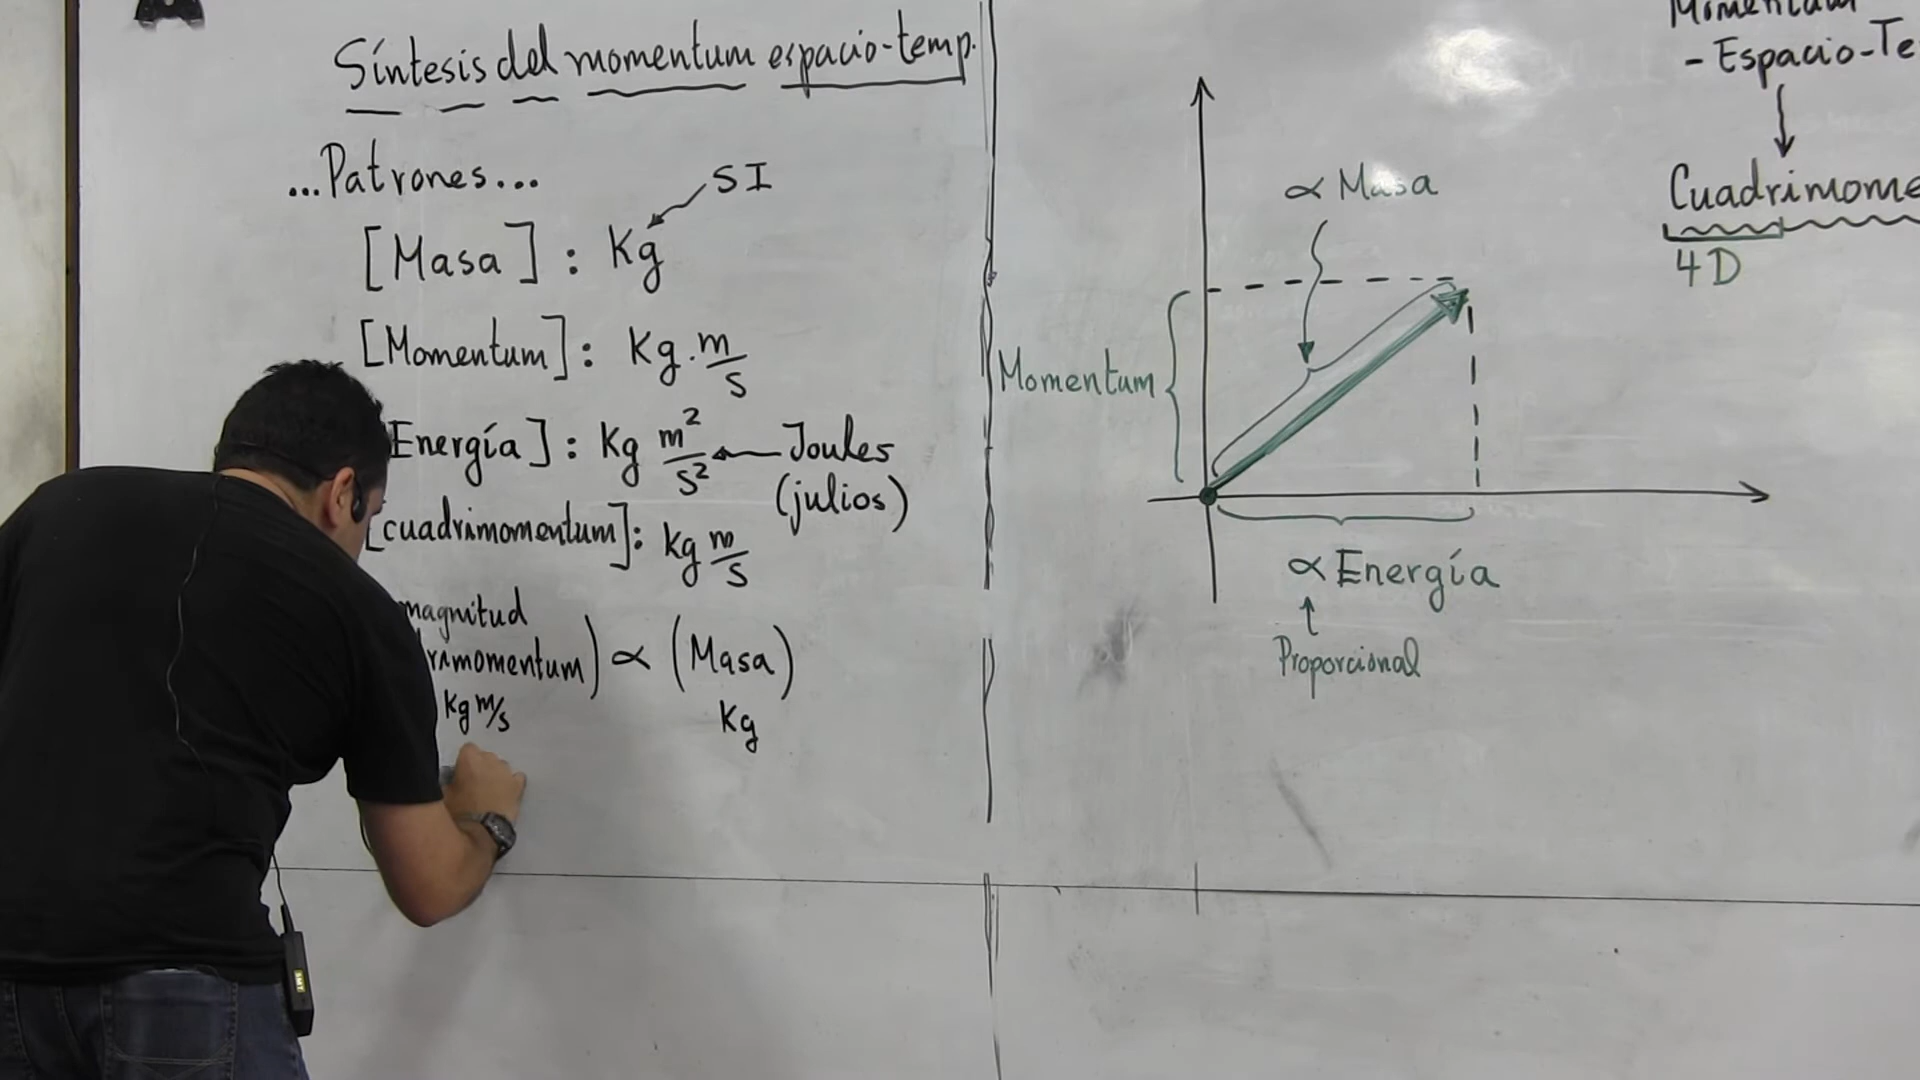 Síntesis del momentum espacio-temp.
...Patrones...
SI
[Masa] : Kg
[Momentum] : Kg . m/s
Energía] : Kg m²/s² ← Joules
(julios)
[cuadrimomentum] : kg m/s
magnitud
momentum) ∝ (Masa)
kg m/s
Kg
∝ Masa
Momentum
∝ Energía
Proporcional
Momentum
- Espacio-Te
Cuadrimome
4D